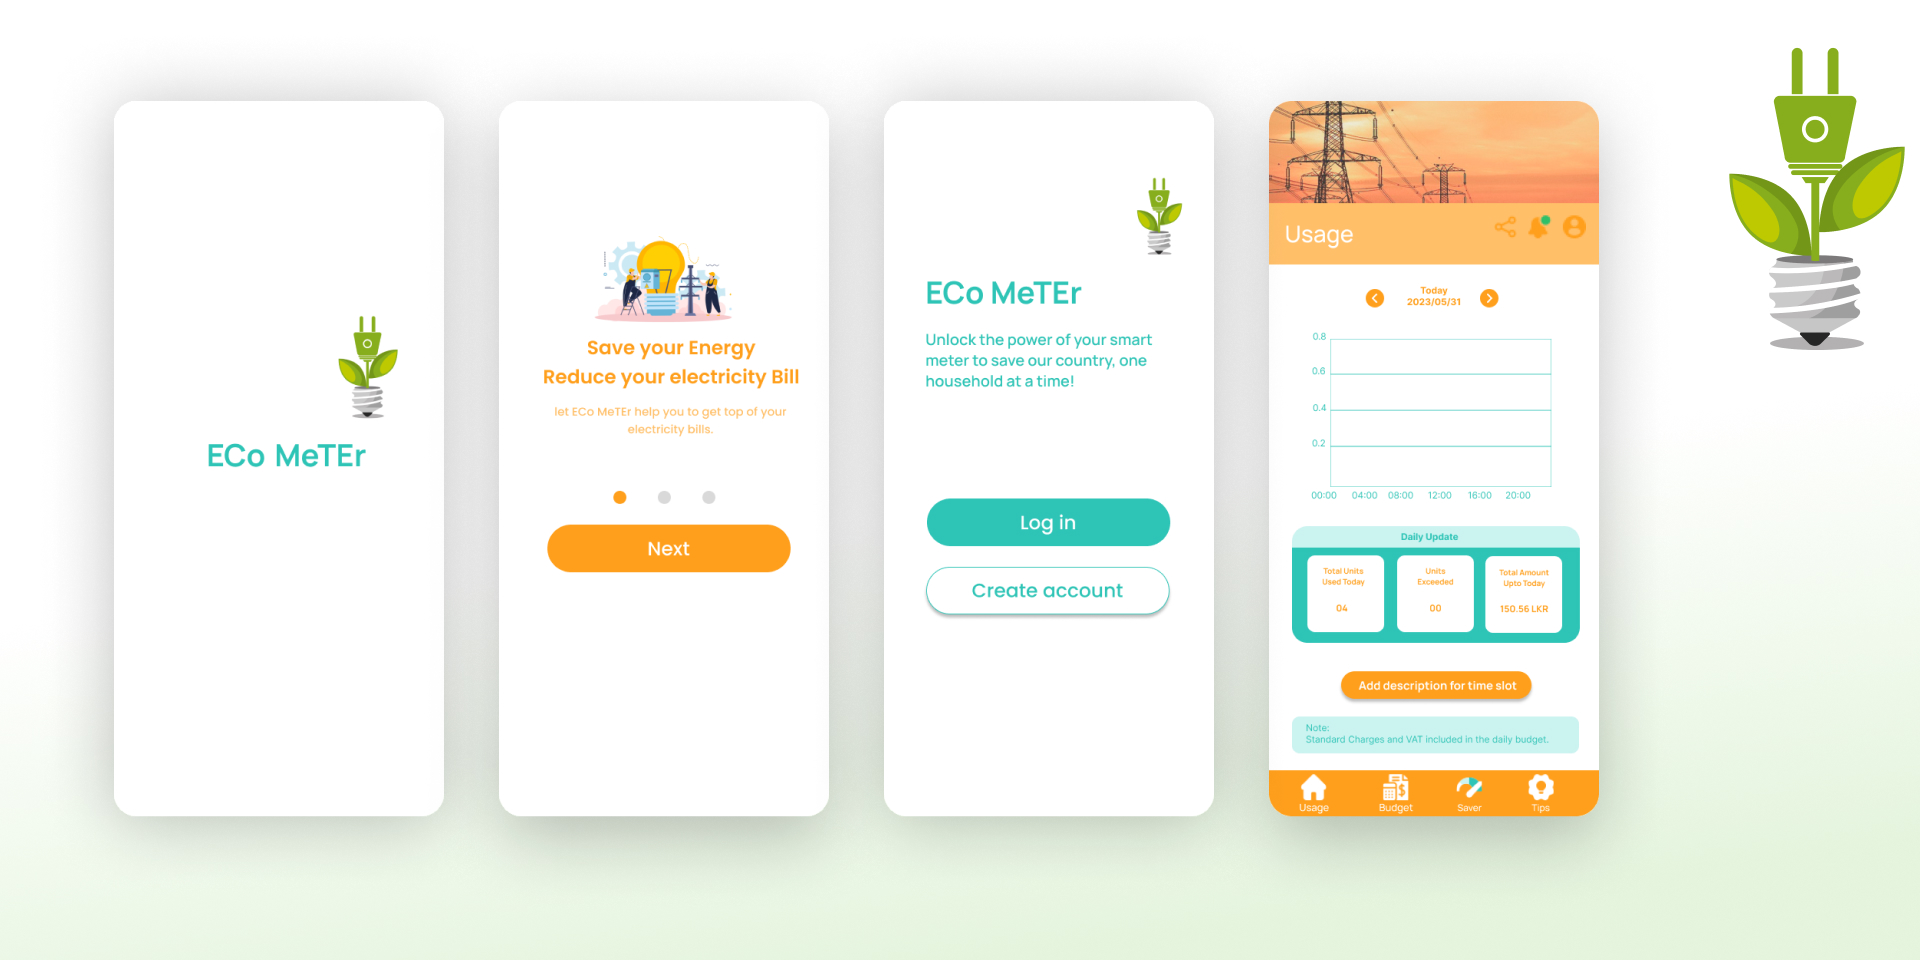 ECo MeTEr
Save your Energy
Reduce your electricity Bill
let ECo MeTEr help you to get top of your
electricity bills.
Next
ECo MeTEr
Unlock the power of your smart
meter to save our country, one
household at a time!
Log in
Create account
Usage
Today
2023/05/31
0.8
0.6
0.4
0.2
00:00 04:00 08:00 12:00 16:00 20:00
Daily Update
Total Units
Used Today
04
Units
Exceeded
00
Total Amount
Upto Today
150.56 LKR
Add description for time slot
Note:
Standard Charges and VAT included in the daily budget.
Usage Budget Saver Tips